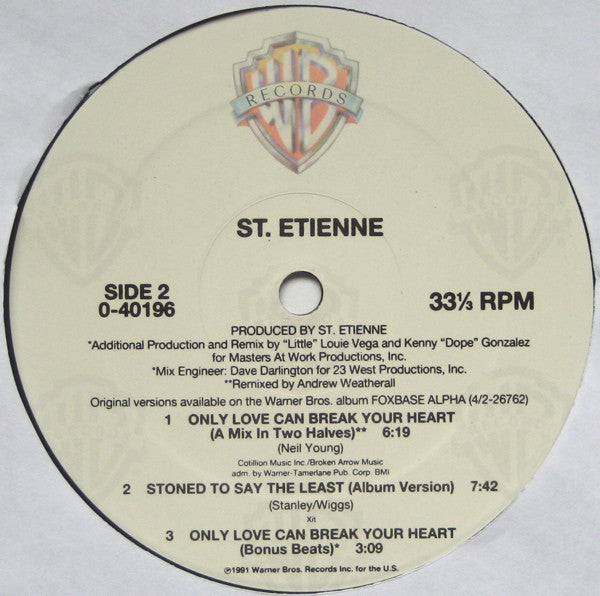 RECORDS
ST. ETIENNE
SIDE 2
0-40196
33⅓ RPM
PRODUCED BY ST. ETIENNE
*Additional Production and Remix by "Little" Louie Vega and Kenny "Dope" Gonzalez
for Masters At Work Productions, Inc.
*Mix Engineer: Dave Darlington for 23 West Productions, Inc.
**Remixed by Andrew Weatherall
Original versions available on the Warner Bros. album FOXBASE ALPHA (4/2-26762)
1 ONLY LOVE CAN BREAK YOUR HEART
(A Mix In Two Halves)** 6:19
(Neil Young)
Cotillion Music Inc./Broken Arrow Music
adm. by Warner-Tamerlane Pub. Corp. BMI
2 STONED TO SAY THE LEAST (Album Version) 7:42
(Stanley/Wiggs)
Xit
3 ONLY LOVE CAN BREAK YOUR HEART
(Bonus Beats)* 3:09
℗1991 Warner Bros. Records Inc. for the U.S.